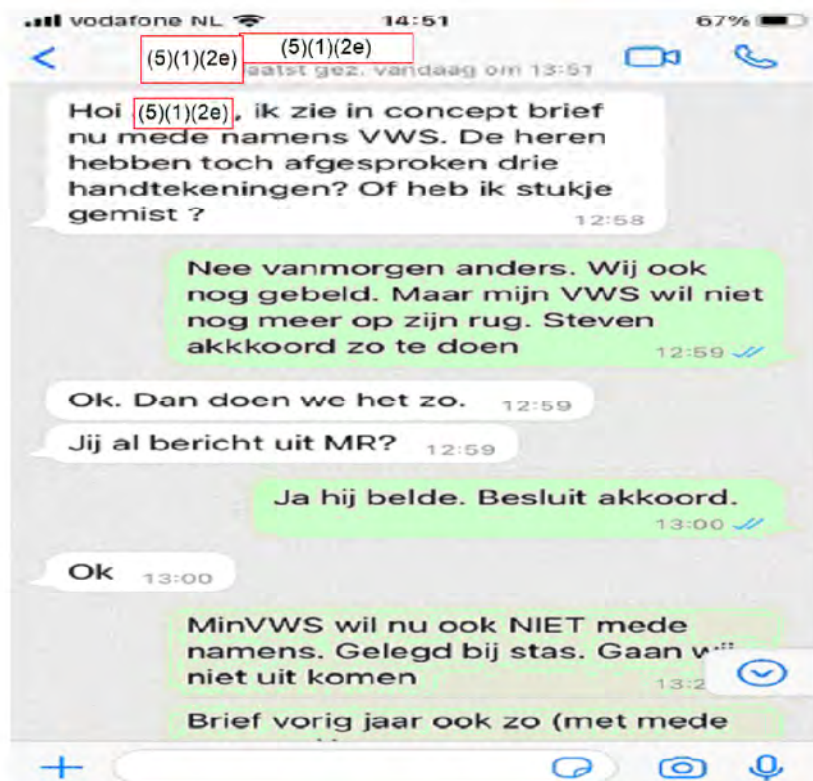 vodafone NL 14:51 67%
(5)(1)(2e) (5)(1)(2e)
aatst gez. vandaag om 13:51
Hoi (5)(1)(2e), ik zie in concept brief
nu mede namens VWS. De heren
hebben toch afgesproken drie
handtekeningen? Of heb ik stukje
gemist ?
12:58
Nee vanmorgen anders. Wij ook
nog gebeld. Maar mijn VWS wil niet
nog meer op zijn rug. Steven
akkkoord zo te doen
12:59
Ok. Dan doen we het zo. 12:59
Jij al bericht uit MR? 12:59
Ja hij belde. Besluit akkoord.
13:00
Ok 13:00
MinVWS wil nu ook NIET mede
namens. Gelegd bij stas. Gaan
niet uit komen
13:2
Brief vorig jaar ook zo (met mede